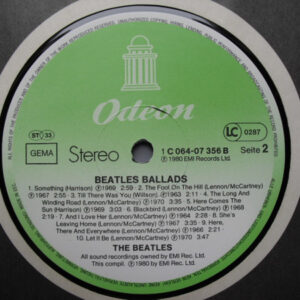 Odeon
ST 33
GEMA
Stereo
1 C 064-07 356 B
℗ 1980 EMI Records Ltd.
LC 0287
Seite 2
BEATLES BALLADS
1. Something (Harrison) ℗ 1969 2:59 · 2. The Fool On The Hill (Lennon/McCartney)
℗ 1967 2:55 · 3. Till There Was You (Willson) ℗ 1963 2:11 · 4. The Long And
Winding Road (Lennon/McCartney) ℗ 1970 3:35 · 5. Here Comes The
Sun (Harrison) ℗ 1969 3:03 · 6. Blackbird (Lennon/McCartney) ℗ 1968
2:19 · 7. And I Love Her (Lennon/McCartney) ℗ 1964 2:28 · 8. She's
Leaving Home (Lennon/McCartney) ℗ 1967 3:35 · 9. Here,
There And Everywhere (Lennon/McCartney) ℗ 1966 2:21
10. Let It Be (Lennon/McCartney) ℗ 1970 3:47
THE BEATLES
All sound recordings owned by EMI Rec. Ltd.
This compil. ℗ 1980 by EMI Rec. Ltd.